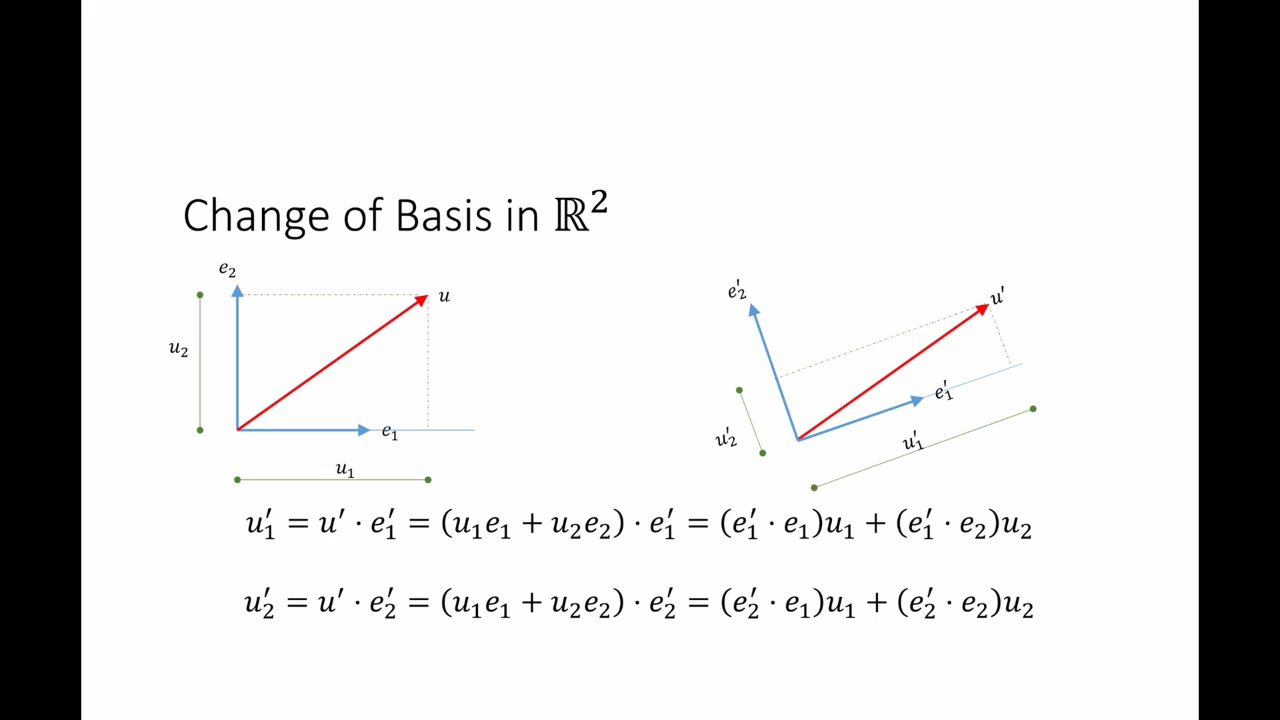 Change of Basis in ℝ²
e₂
u
u₂
e₁
u₁
e′₂
u′
e′₁
u′₂
u′₁
u′₁ = u′ · e′₁ = (u₁e₁ + u₂e₂) · e′₁ = (e′₁ · e₁)u₁ + (e′₁ · e₂)u₂
u′₂ = u′ · e′₂ = (u₁e₁ + u₂e₂) · e′₂ = (e′₂ · e₁)u₁ + (e′₂ · e₂)u₂